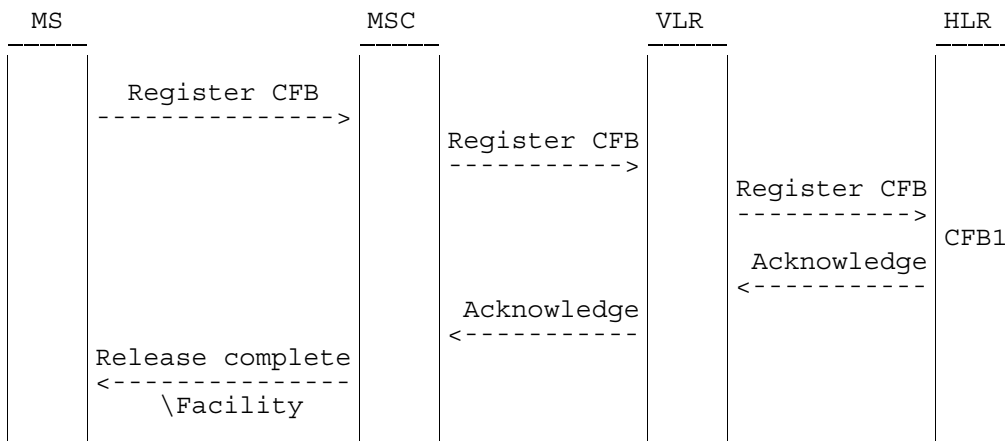 MS MSC VLR HLR
Register CFB
--------------->
Register CFB
----------->
Register CFB
----------->
CFB1
Acknowledge
<-----------
Acknowledge
<-----------
Release complete
<---------------
\Facility